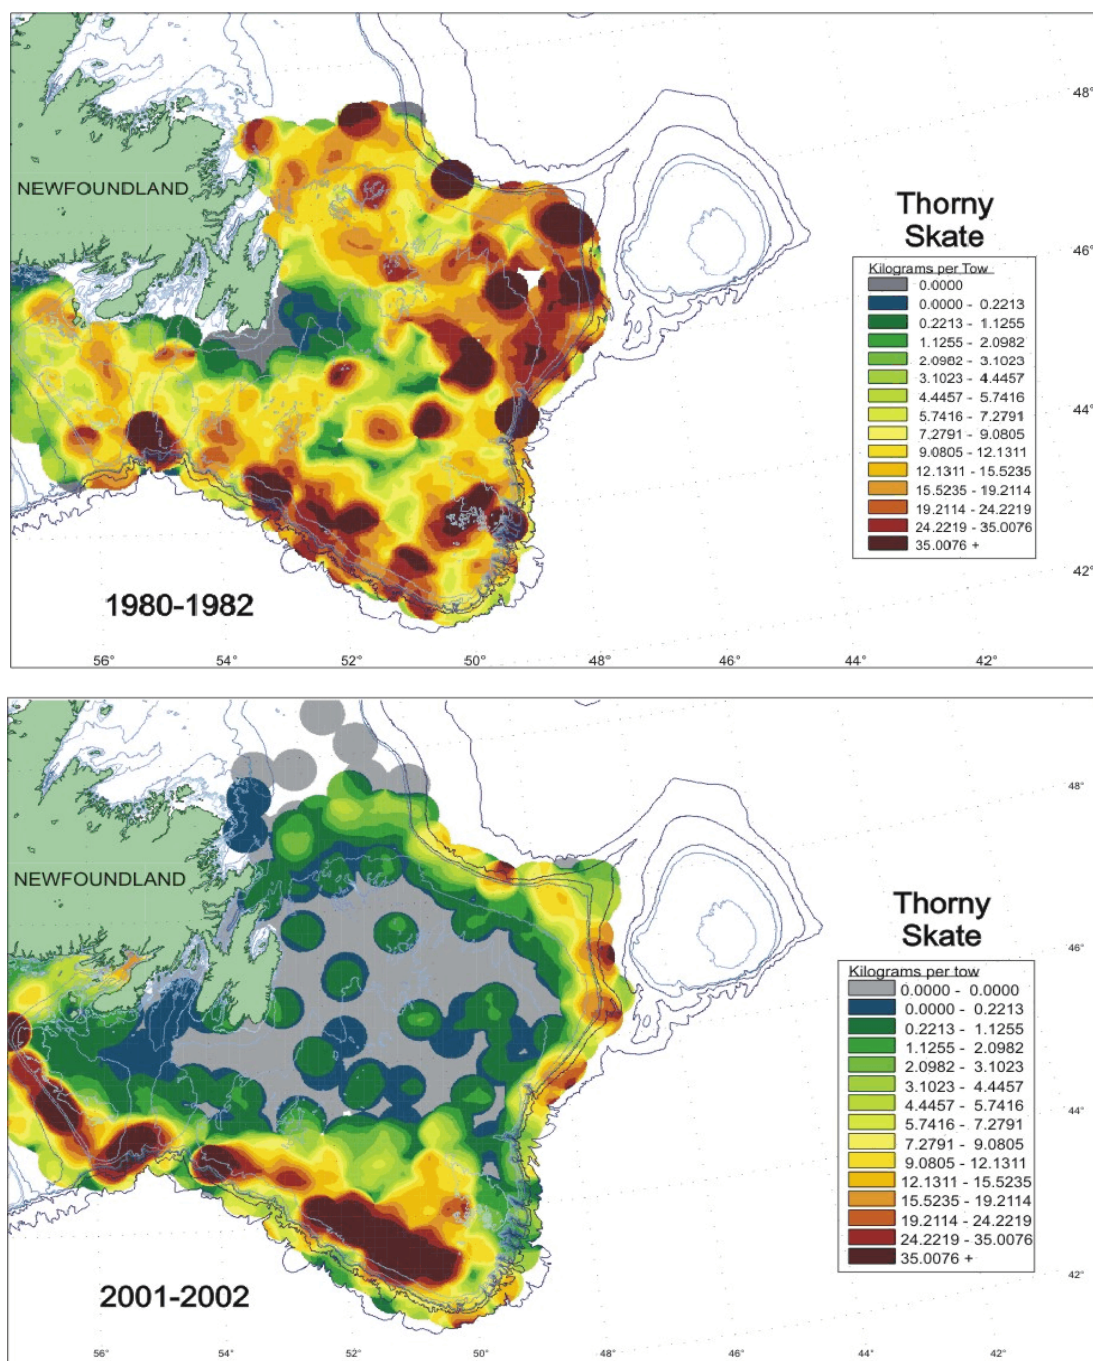 48°
NEWFOUNDLAND
Thorny
Skate
46°
Kilograms per Tow
0.0000
0.0000 - 0.2213
0.2213 - 1.1255
1.1255 - 2.0982
2.0982 - 3.1023
3.1023 - 4.4457
4.4457 - 5.7416
5.7416 - 7.2791
7.2791 - 9.0805
9.0805 - 12.1311
12.1311 - 15.5235
15.5235 - 19.2114
19.2114 - 24.2219
24.2219 - 35.0076
35.0076 +
44°
42°
1980-1982
56° 54° 52° 50° 48° 46° 44° 42°
48°
NEWFOUNDLAND
Thorny
Skate
46°
Kilograms per tow
0.0000 - 0.0000
0.0000 - 0.2213
0.2213 - 1.1255
1.1255 - 2.0982
2.0982 - 3.1023
3.1023 - 4.4457
4.4457 - 5.7416
5.7416 - 7.2791
7.2791 - 9.0805
9.0805 - 12.1311
12.1311 - 15.5235
15.5235 - 19.2114
19.2114 - 24.2219
24.2219 - 35.0076
35.0076 +
44°
42°
2001-2002
56° 54° 52° 50° 48° 46° 44° 42°